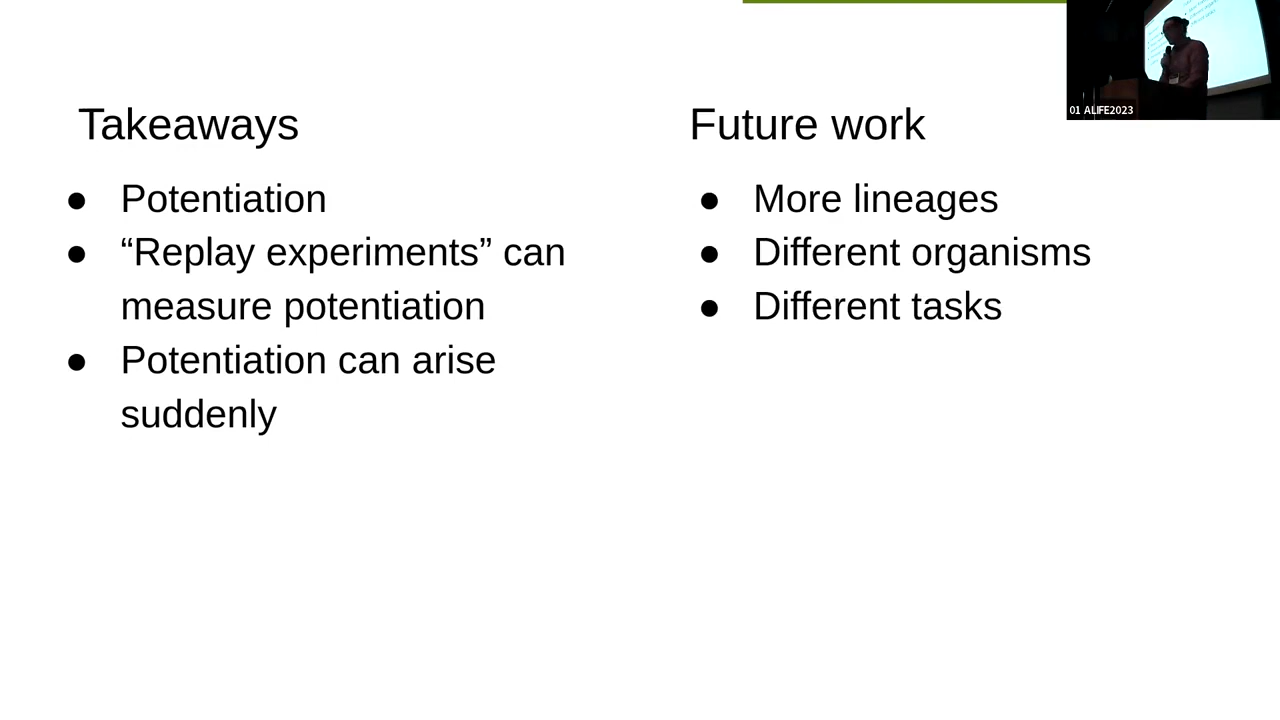 Takeaways
● Potentiation
● “Replay experiments” can
measure potentiation
● Potentiation can arise
suddenly
Future work
● More lineages
● Different organisms
● Different tasks
01 ALIFE2023